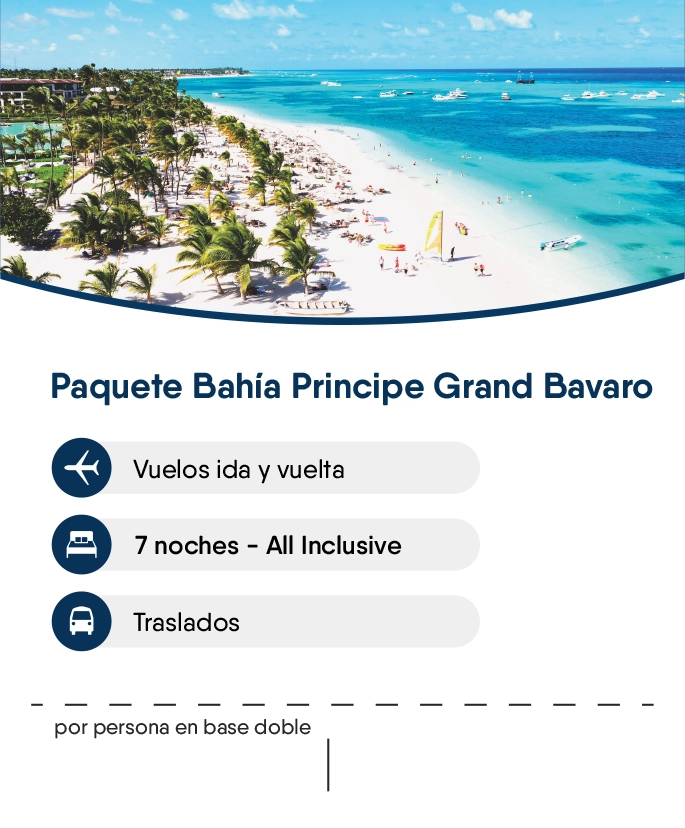 Paquete Bahía Principe Grand Bavaro
Vuelos ida y vuelta
7 noches - All Inclusive
Traslados
por persona en base doble